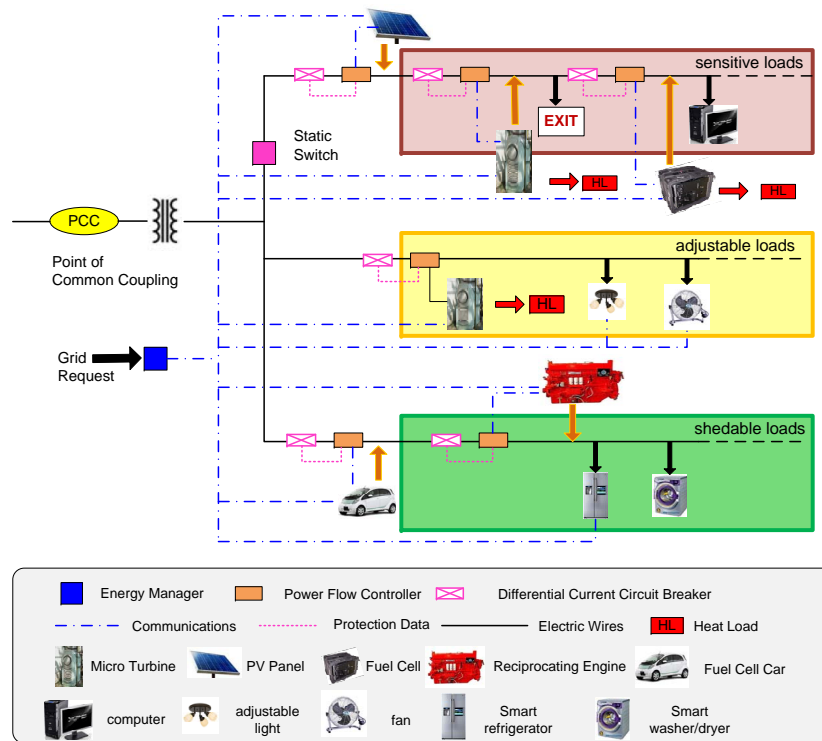 sensitive loads
EXIT
Static
Switch
HL
HL
PCC
Point of
Common Coupling
adjustable loads
HL
Grid
Request
shedable loads
Energy Manager
Power Flow Controller
Differential Current Circuit Breaker
Communications
Protection Data
Electric Wires
HL
Heat Load
Micro Turbine
PV Panel
Fuel Cell
Reciprocating Engine
Fuel Cell Car
computer
adjustable
light
fan
Smart
refrigerator
Smart
washer/dryer